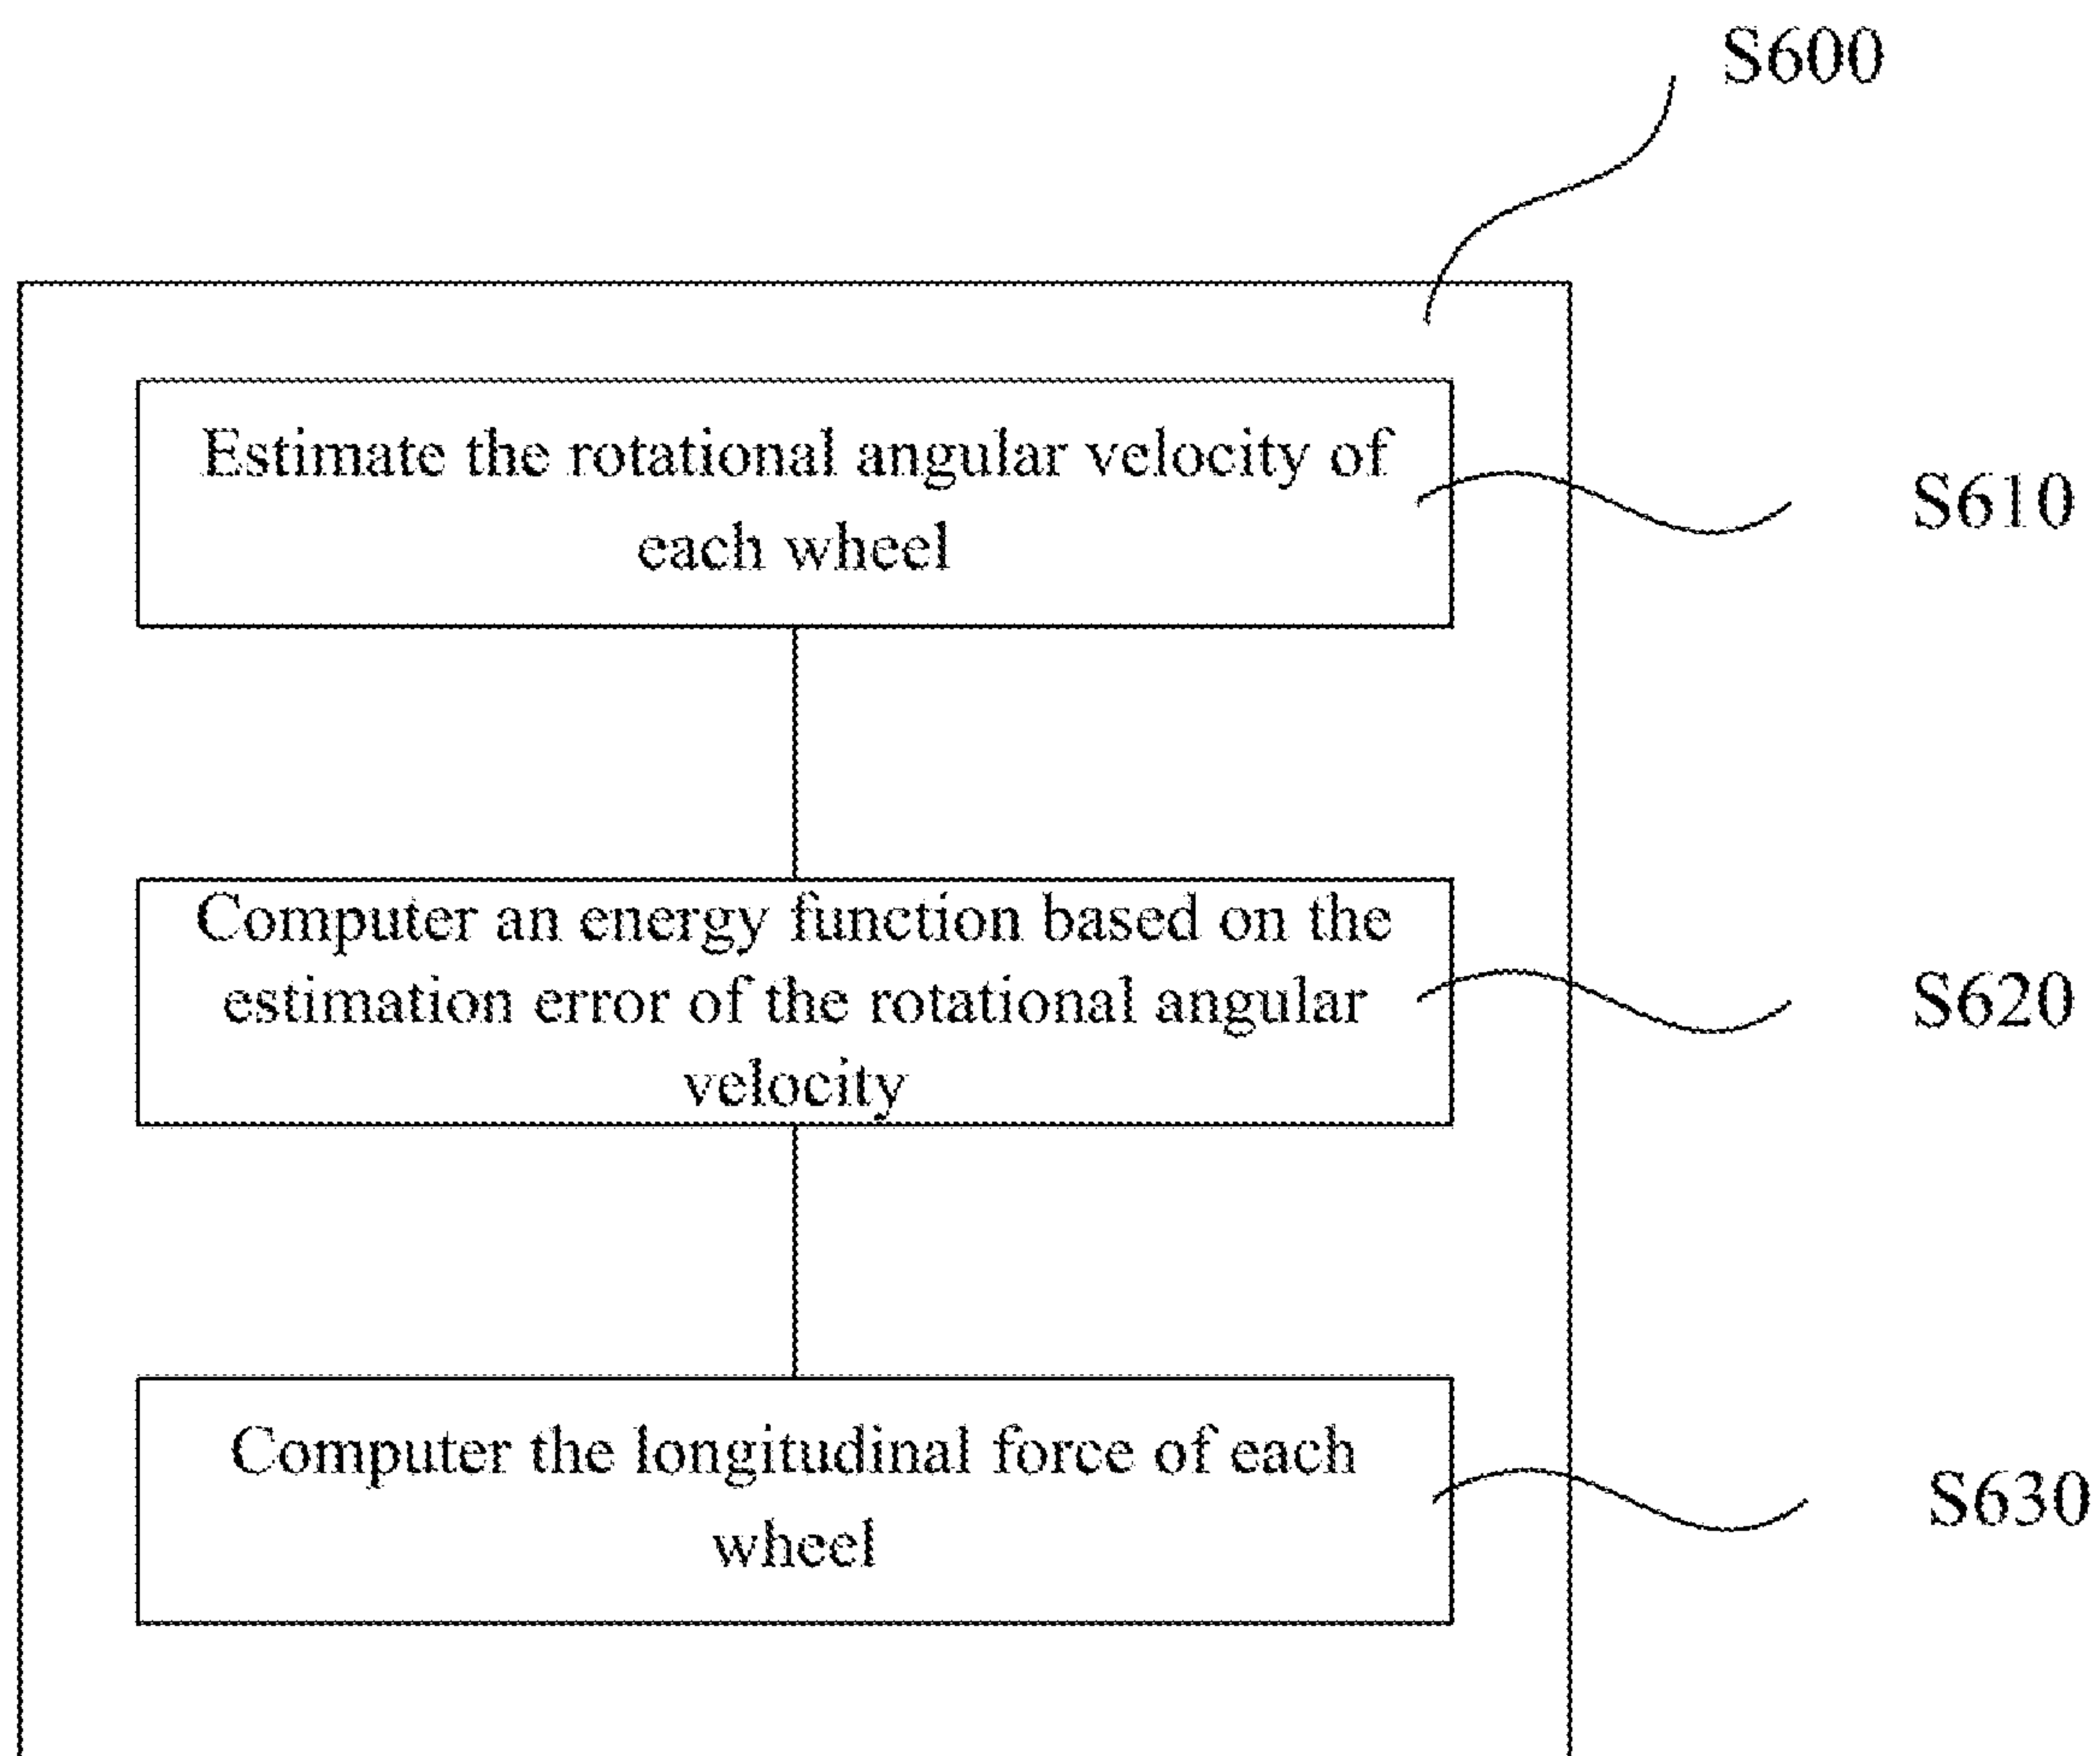 S600
Estimate the rotational angular velocity of
each wheel
S610
Computer an energy function based on the
estimation error of the rotational angular
velocity
S620
Computer the longitudinal force of each
wheel
S630